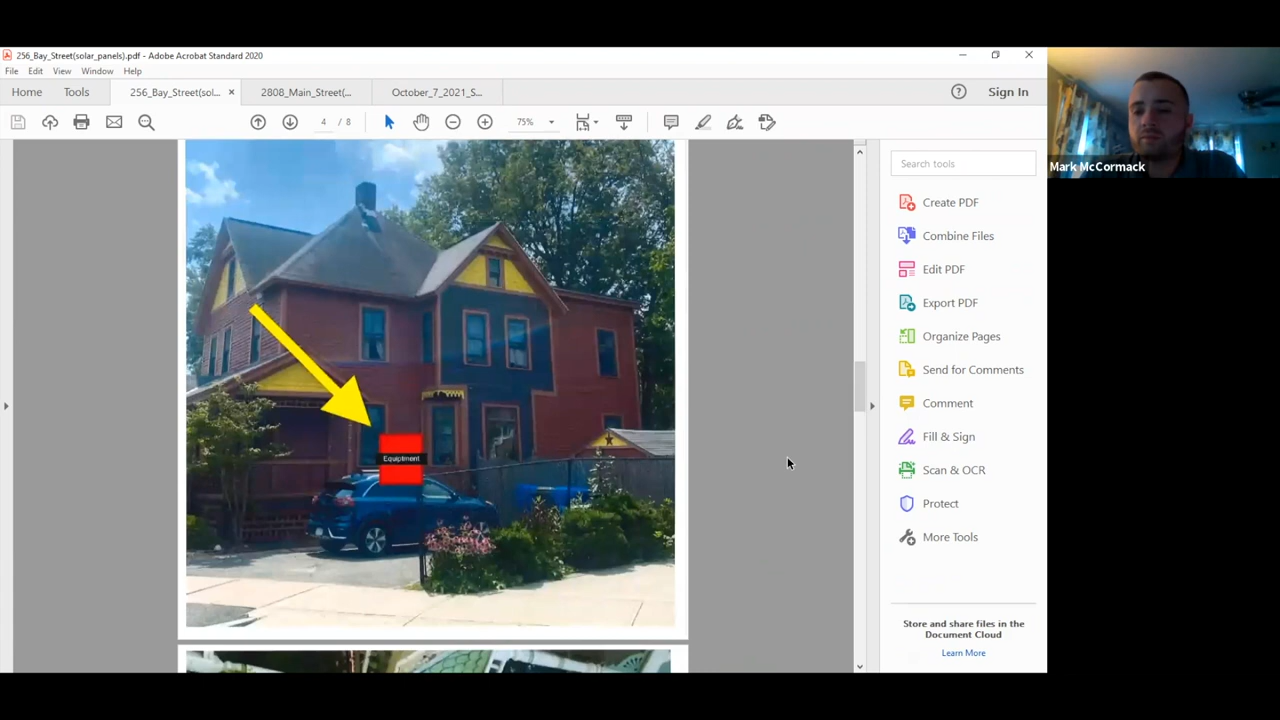 256_Bay_Street(solar_panels).pdf - Adobe Acrobat Standard 2020
File Edit View Window Help
Home Tools 256_Bay_Street(sol... × 2808_Main_Street(... October_7_2021_S... Sign In
4 / 8 75%
Mark McCormack
Search tools
Create PDF
Combine Files
Edit PDF
Export PDF
Organize Pages
Send for Comments
Comment
Fill & Sign
Scan & OCR
Protect
More Tools
Equiptment
Store and share files in the
Document Cloud
Learn More